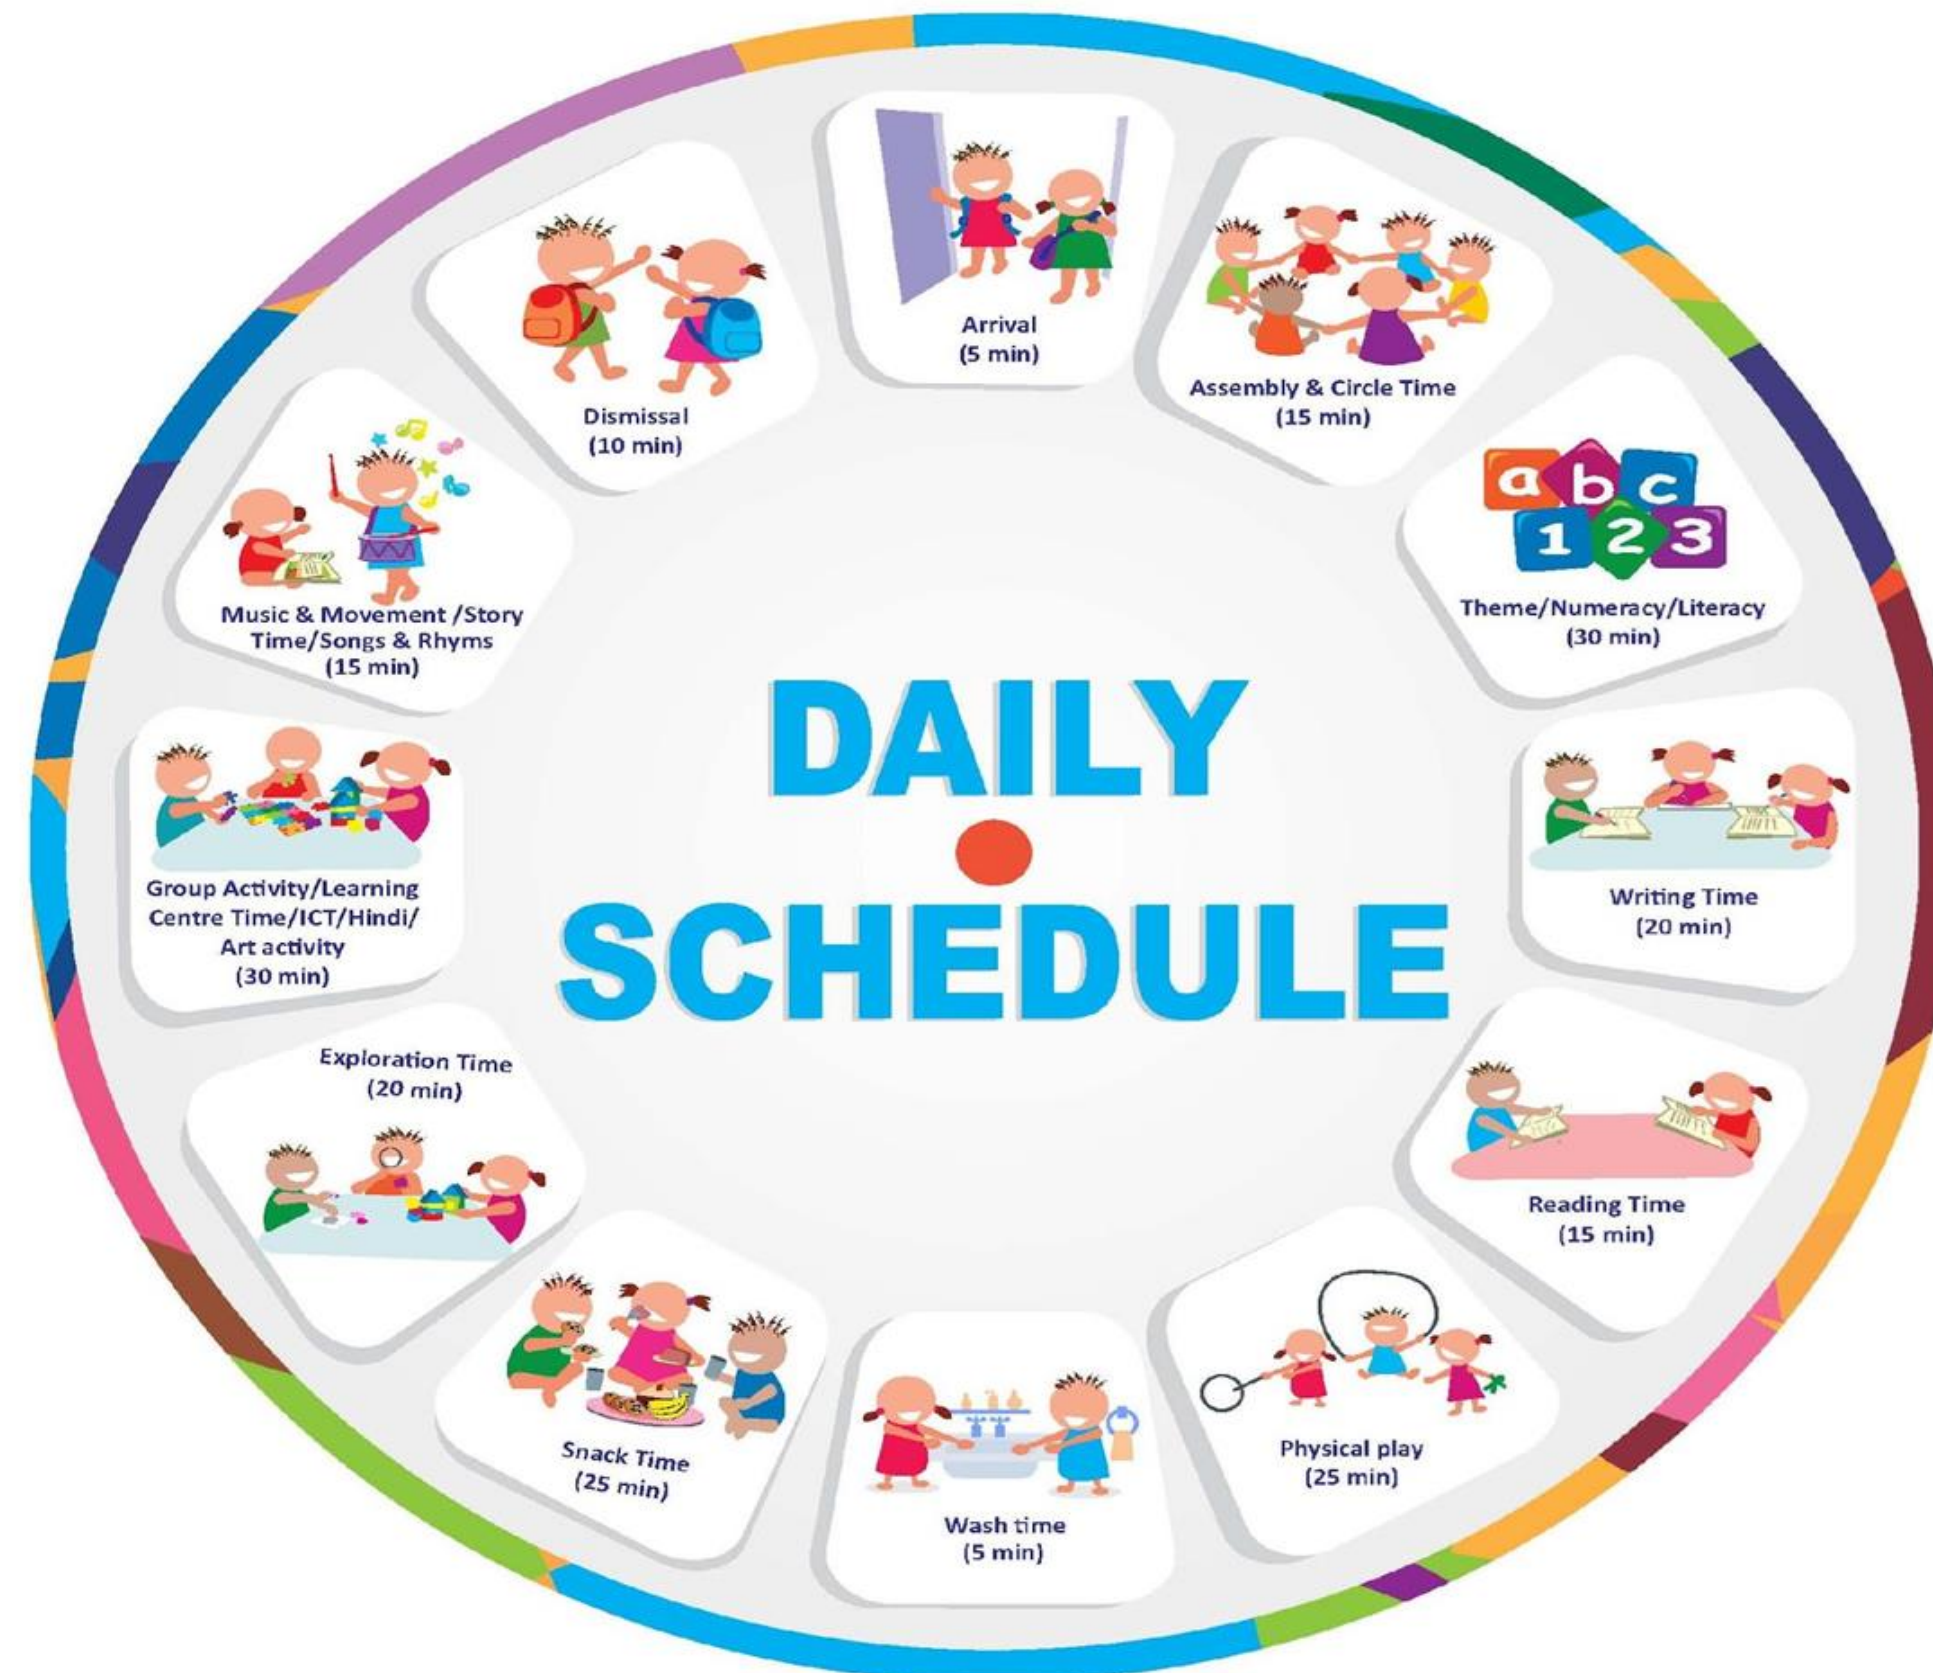 DAILY
SCHEDULE
Arrival
(5 min)
Assembly & Circle Time
(15 min)
a b c
1 2 3
Theme/Numeracy/Literacy
(30 min)
Writing Time
(20 min)
Reading Time
(15 min)
Physical play
(25 min)
Wash time
(5 min)
Snack Time
(25 min)
Exploration Time
(20 min)
Group Activity/Learning
Centre Time/ICT/Hindi/
Art activity
(30 min)
Music & Movement /Story
Time/Songs & Rhyms
(15 min)
Dismissal
(10 min)